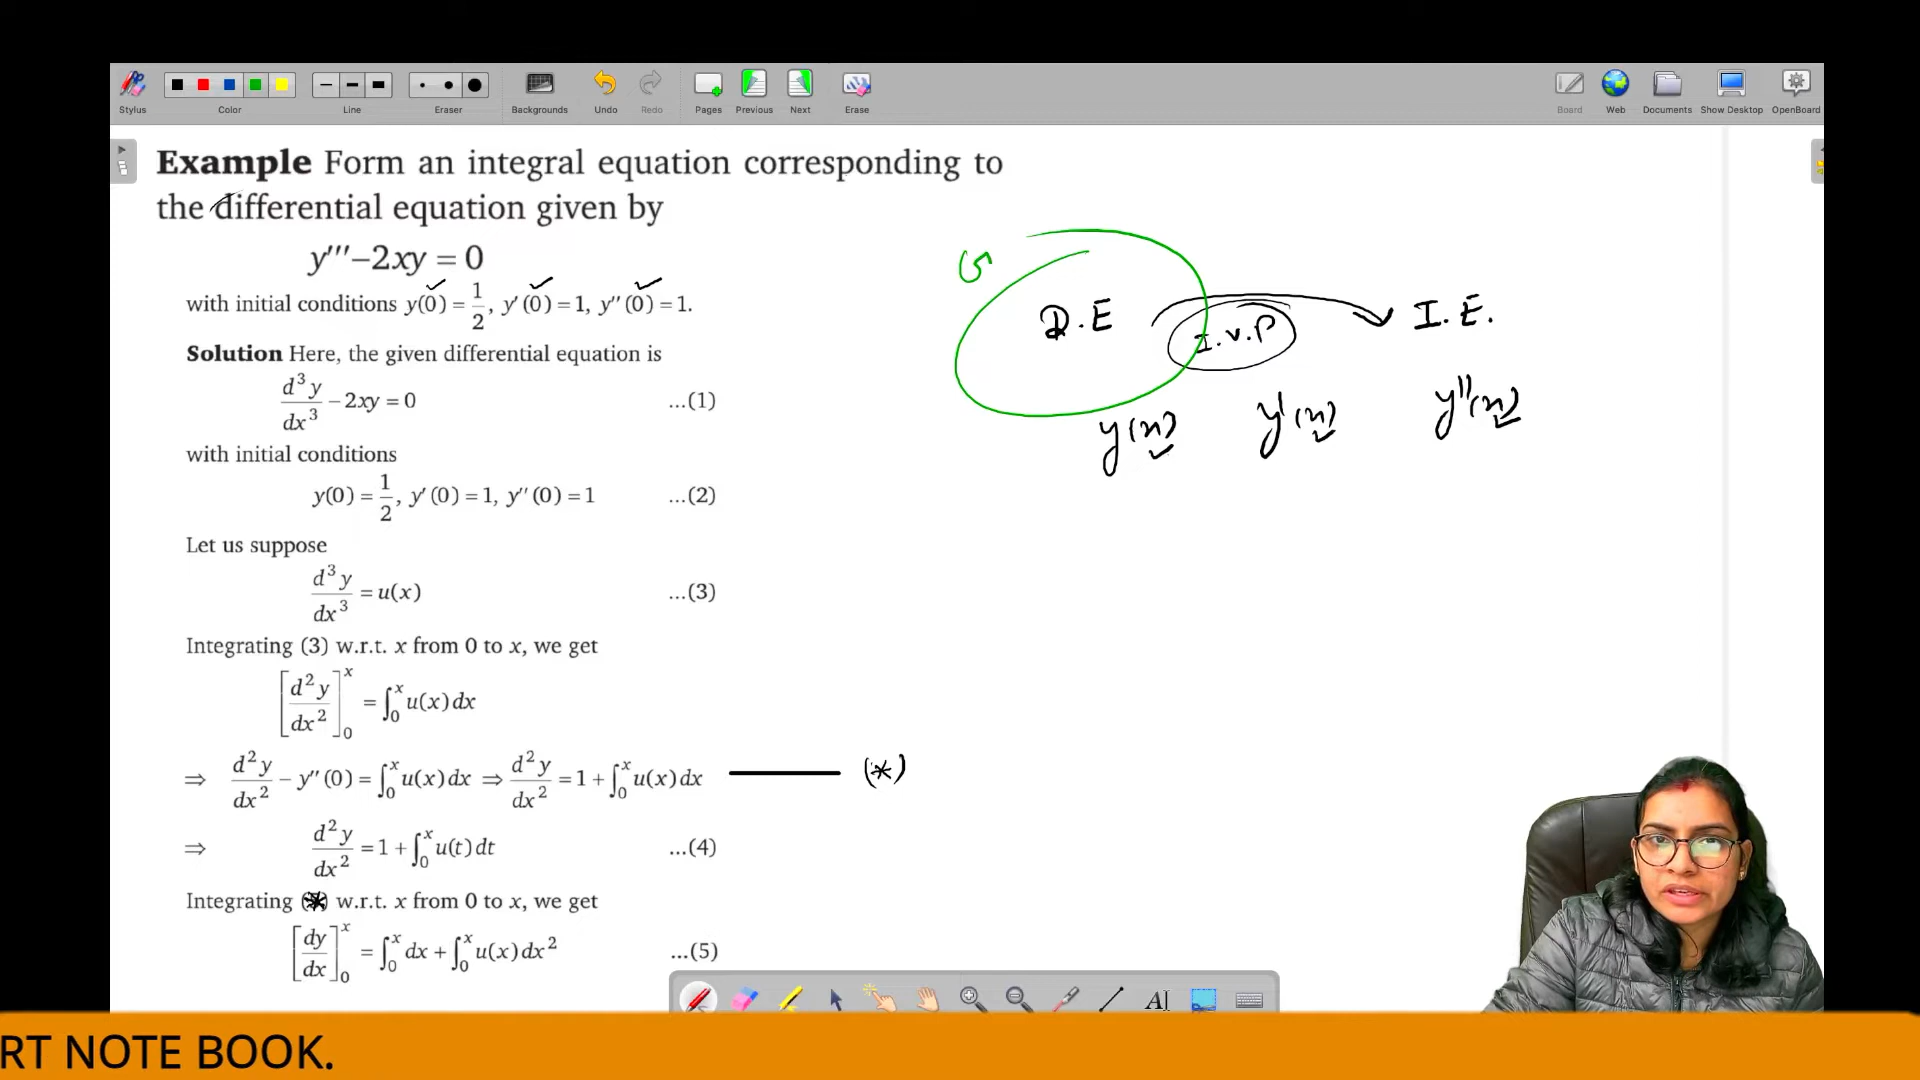 Stylus Color Line Eraser Backgrounds Undo Redo Pages Previous Next Erase Board Web Documents Show Desktop OpenBoard
Example Form an integral equation corresponding to
the differential equation given by
y′′′−2xy = 0
with initial conditions y(0) = 1/2, y′(0) = 1, y′′(0) = 1.
Solution Here, the given differential equation is
d³y/dx³ − 2xy = 0 ...(1)
with initial conditions
y(0) = 1/2, y′(0) = 1, y′′(0) = 1 ...(2)
Let us suppose
d³y/dx³ = u(x) ...(3)
Integrating (3) w.r.t. x from 0 to x, we get
[d²y/dx²]₀ˣ = ∫₀ˣ u(x) dx
⇒ d²y/dx² − y′′(0) = ∫₀ˣ u(x) dx ⇒ d²y/dx² = 1 + ∫₀ˣ u(x) dx (*)
⇒ d²y/dx² = 1 + ∫₀ˣ u(t) dt ...(4)
Integrating (*) w.r.t. x from 0 to x, we get
[dy/dx]₀ˣ = ∫₀ˣ dx + ∫₀ˣ u(x) dx² ...(5)
D.E I.E.
I.V.P
y(x) y'(x) y''(x)
AI
RT NOTE BOOK.